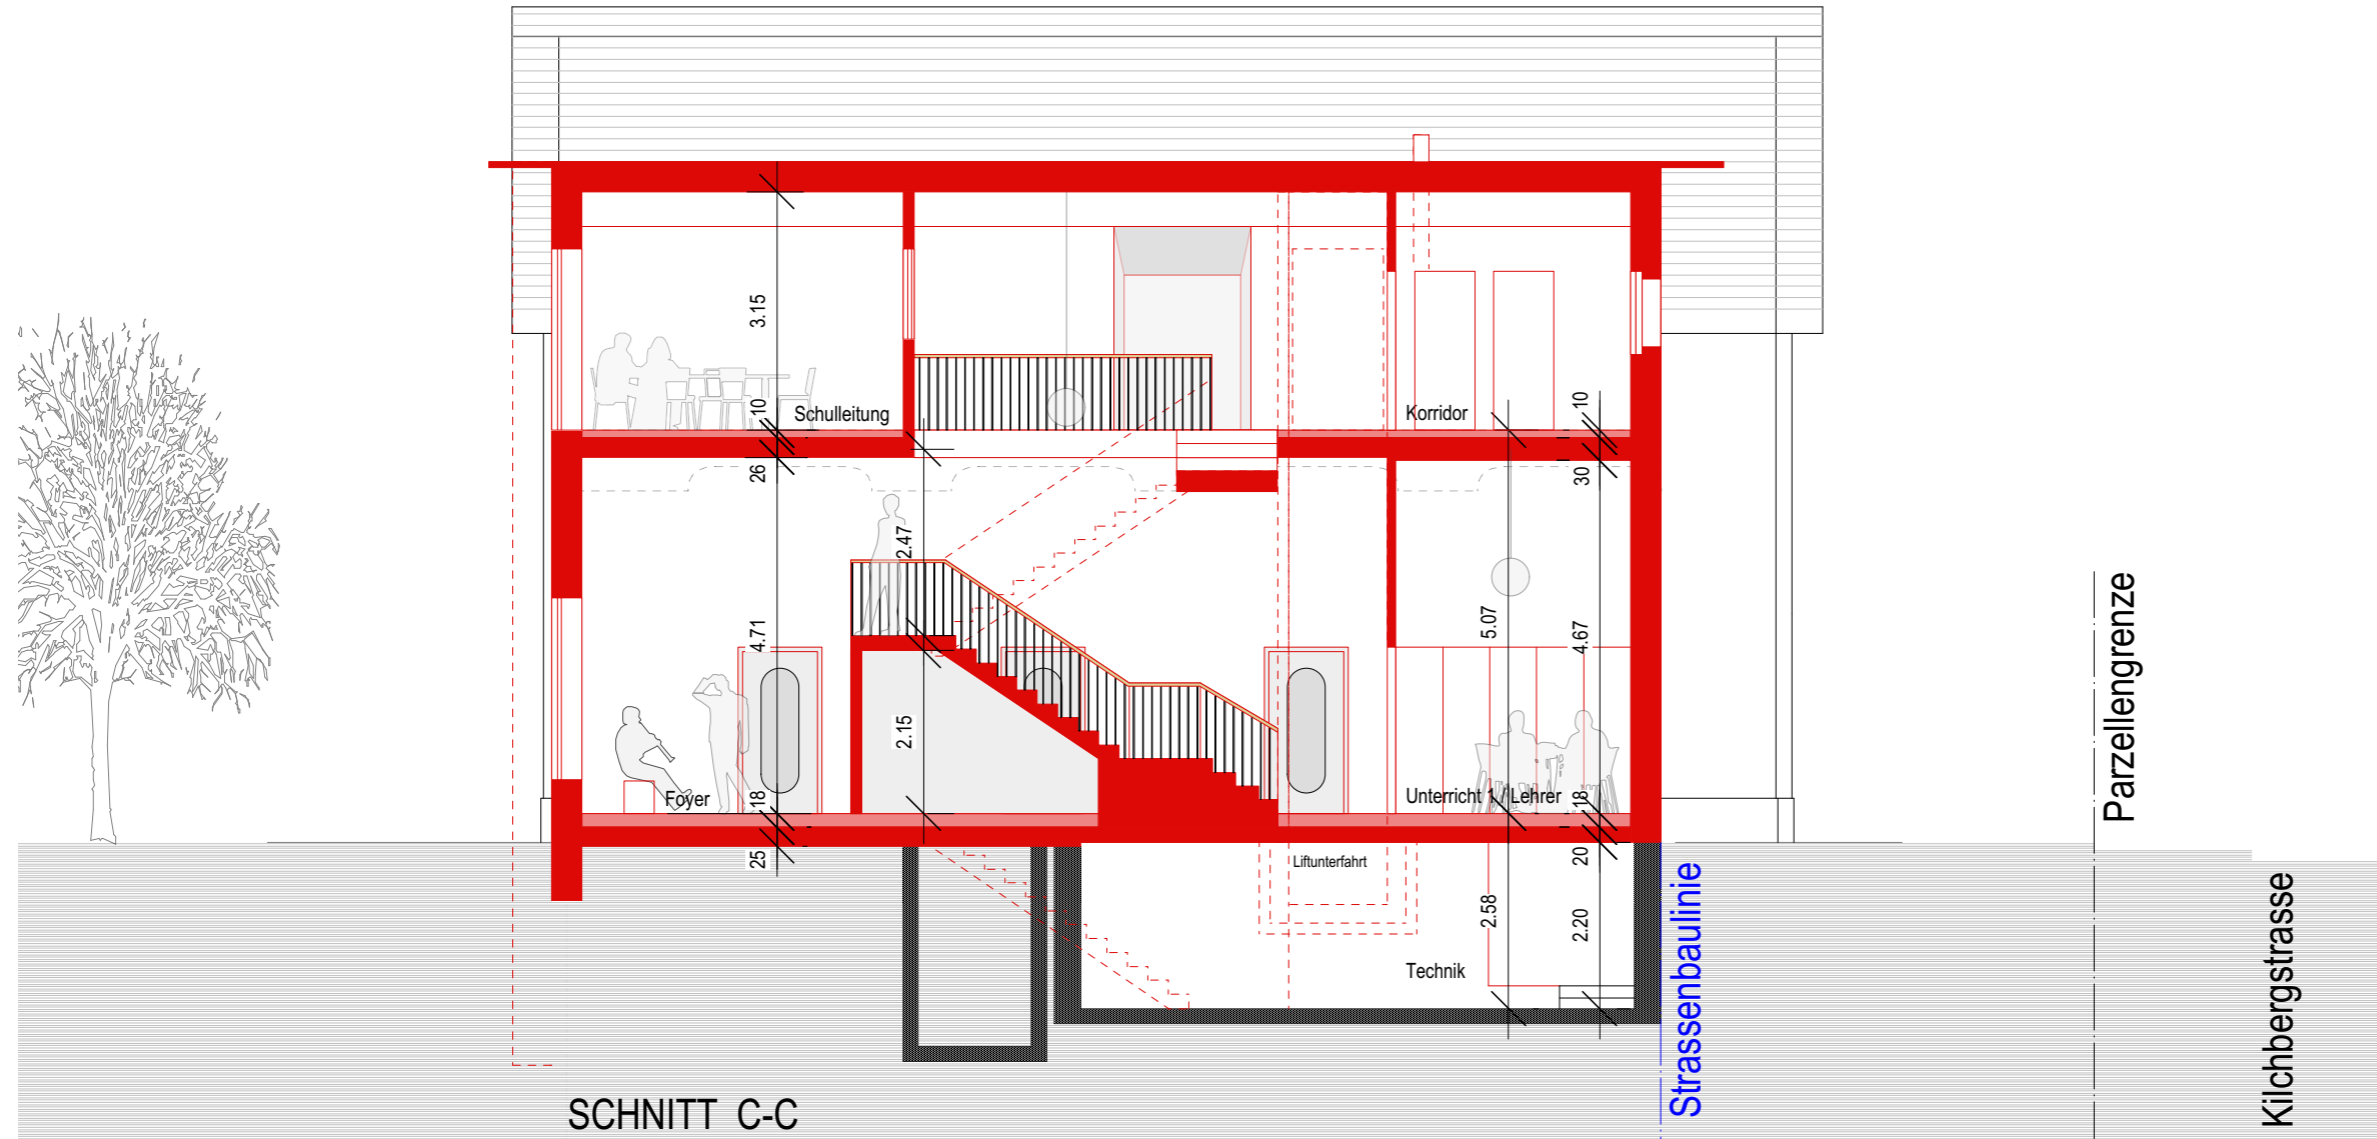 3.15
10
Schulleitung
Korridor
10
26
30
2.47
4.71
5.07
4.67
2.15
Foyer
18
Unterricht 1 / Lehrer
18
25
Liftunterfahrt
20
2.58
2.20
Technik
Strassenbaulinie
Parzellengrenze
Kilchbergstrasse
SCHNITT C-C